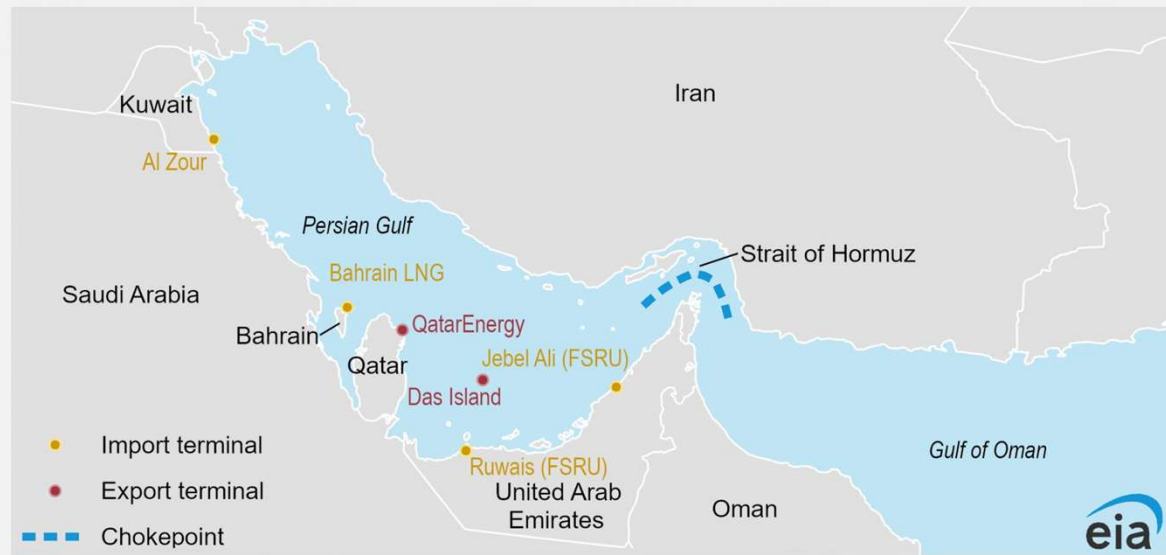 Kuwait
Iran
Al Zour
Persian Gulf
Strait of Hormuz
Bahrain LNG
Saudi Arabia
QatarEnergy
Bahrain
Jebel Ali (FSRU)
Qatar
Das Island
Import terminal
Gulf of Oman
Ruwais (FSRU)
Export terminal
United Arab
Emirates
Oman
Chokepoint
eia